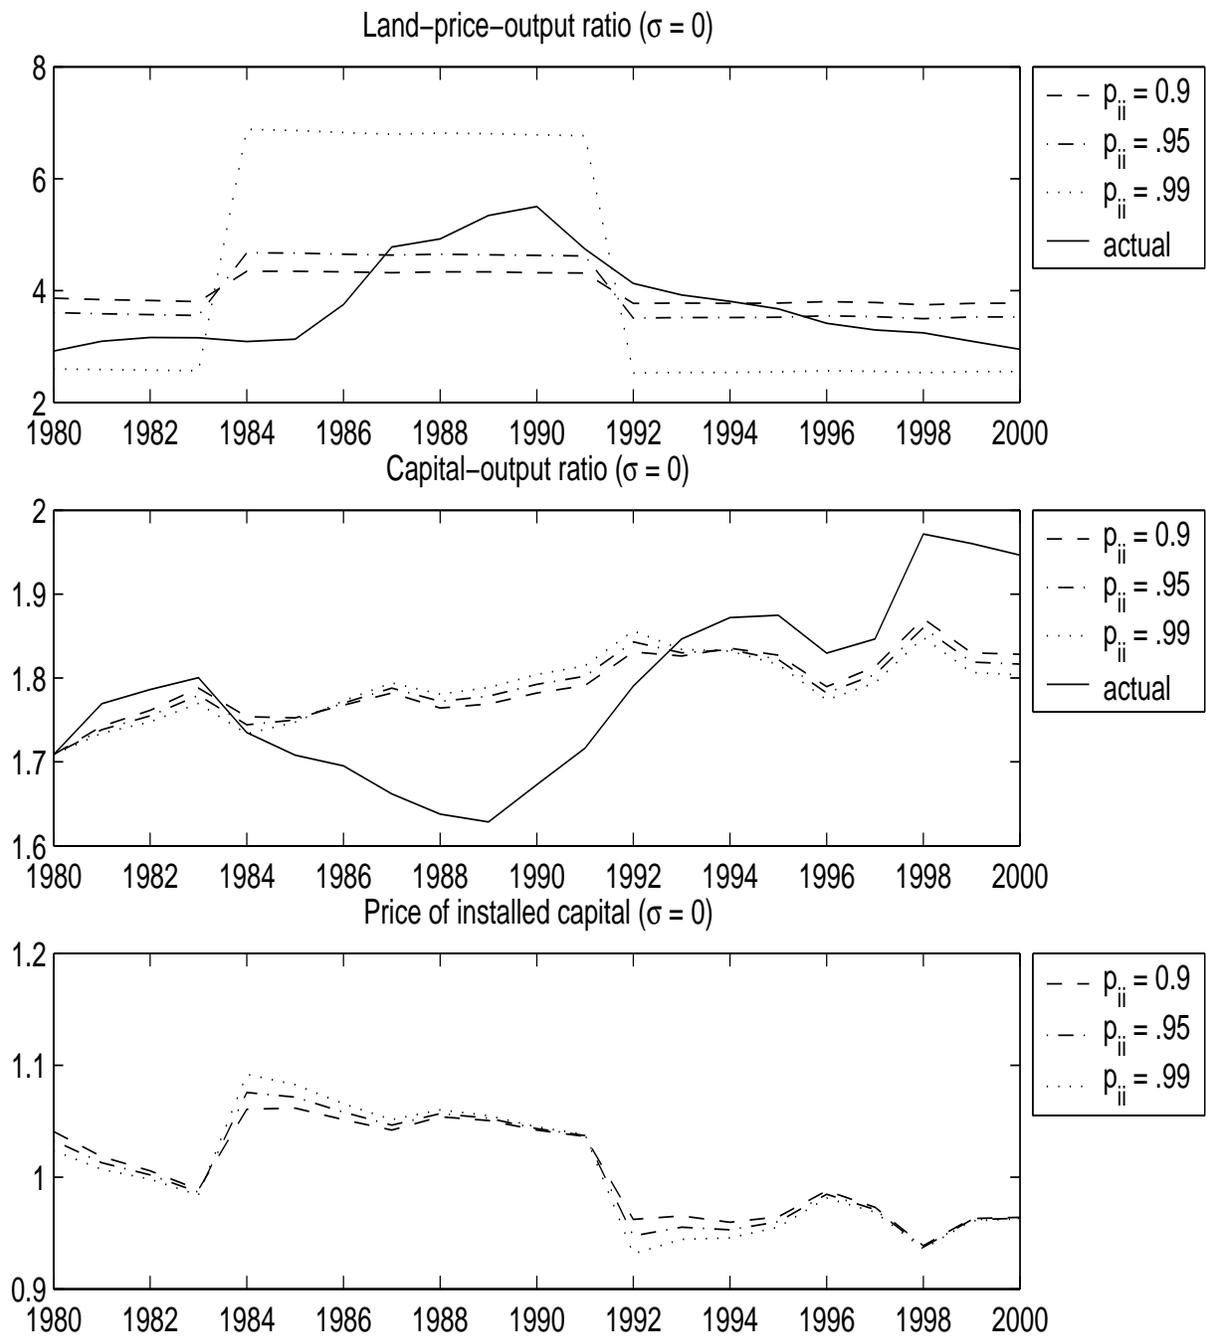 Land−price−output ratio (σ = 0)
8
6
4
2
1980 1982 1984 1986 1988 1990 1992 1994 1996 1998 2000
p_ii = 0.9
p_ii = .95
p_ii = .99
actual
Capital−output ratio (σ = 0)
2
1.9
1.8
1.7
1.6
1980 1982 1984 1986 1988 1990 1992 1994 1996 1998 2000
p_ii = 0.9
p_ii = .95
p_ii = .99
actual
Price of installed capital (σ = 0)
1.2
1.1
1
0.9
1980 1982 1984 1986 1988 1990 1992 1994 1996 1998 2000
p_ii = 0.9
p_ii = .95
p_ii = .99